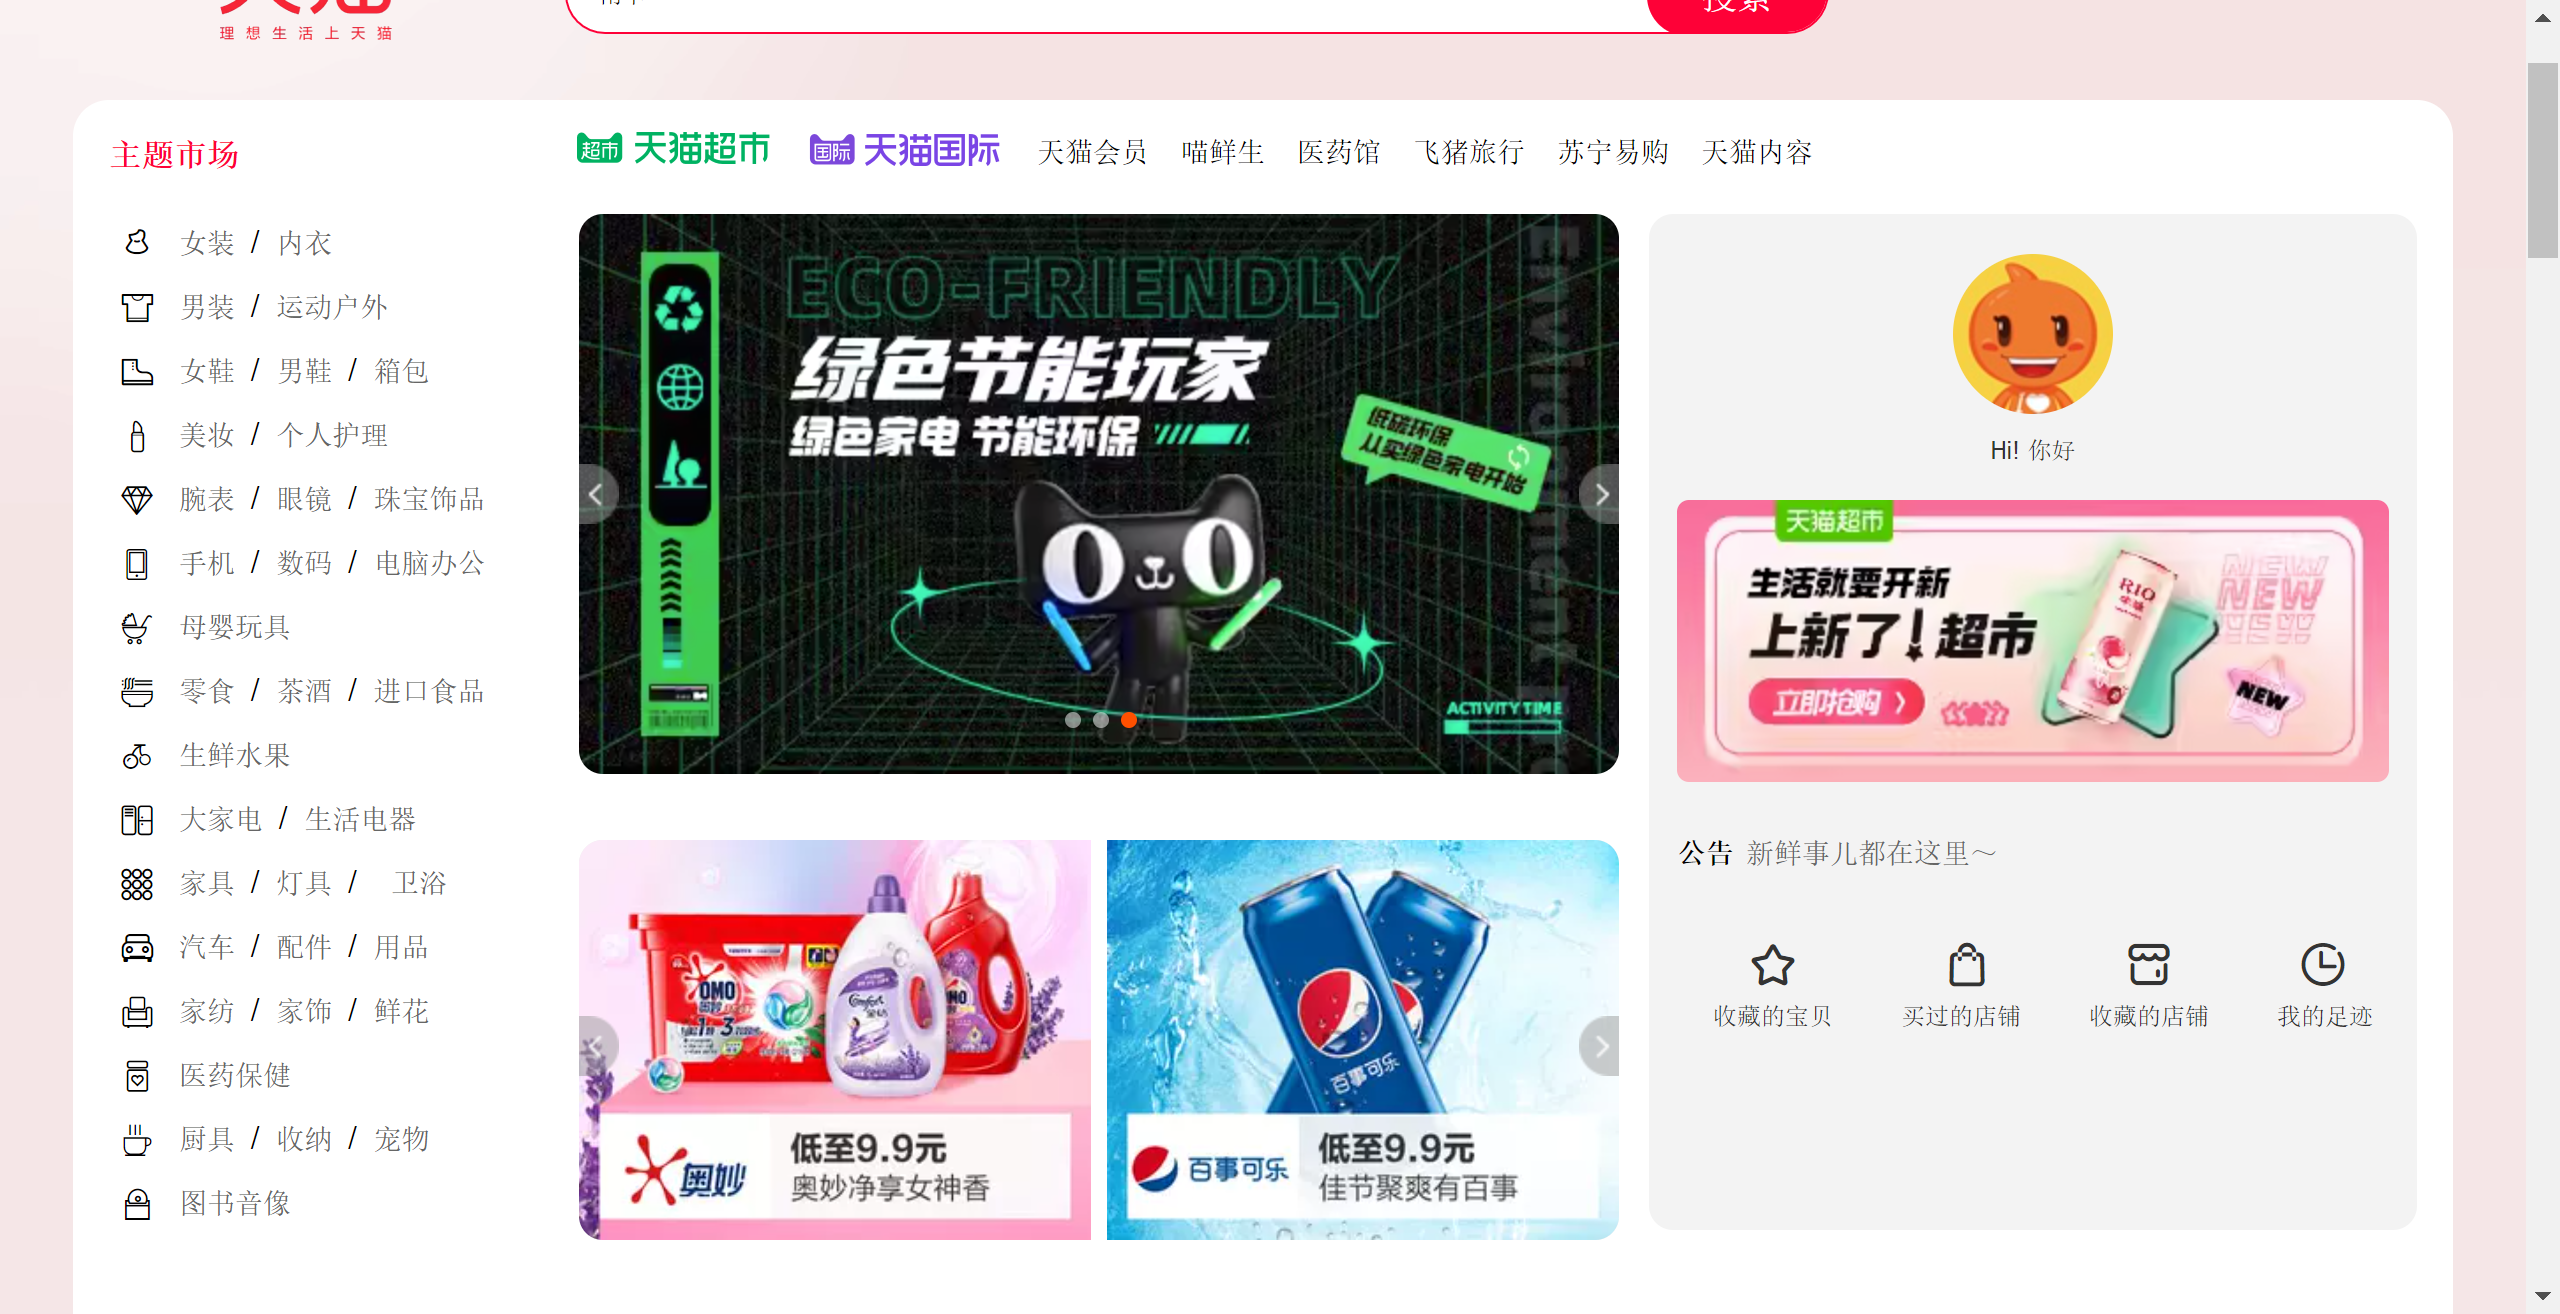 理想生活上天猫
搜索
主题市场
超市 天猫超市 国际 天猫国际 天猫会员 喵鲜生 医药馆 飞猪旅行 苏宁易购 天猫内容
女装 / 内衣
男装 / 运动户外
女鞋 / 男鞋 / 箱包
美妆 / 个人护理
腕表 / 眼镜 / 珠宝饰品
手机 / 数码 / 电脑办公
母婴玩具
零食 / 茶酒 / 进口食品
生鲜水果
大家电 / 生活电器
家具 / 灯具 / 卫浴
汽车 / 配件 / 用品
家纺 / 家饰 / 鲜花
医药保健
厨具 / 收纳 / 宠物
图书音像
ECO-FRIENDLY
绿色节能玩家
绿色家电 节能环保
低碳环保
从买绿色家电开始
ACTIVITY TIME
OMO
奥妙
Comfort
低至9.9元
奥妙净享女神香
百事可乐
百事可乐
低至9.9元
佳节聚爽有百事
Hi! 你好
天猫超市
生活就要开新
上新了!超市
立即抢购
RIO
NEW
NEW
NEW
NEW
公告 新鲜事儿都在这里～
收藏的宝贝 买过的店铺 收藏的店铺 我的足迹